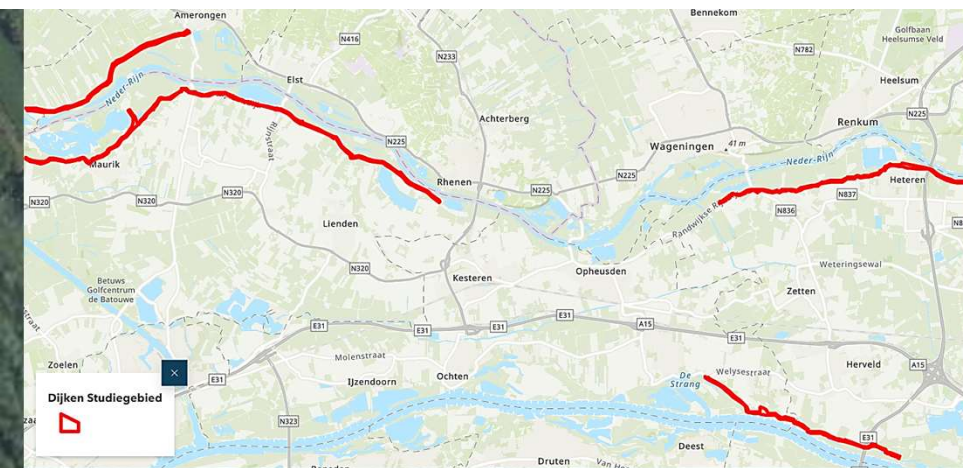 Amerongen
Bennekom
N416
N233
N782
Golfbaan
Heelsumse Veld
Neder-Rijn
Elst
Heelsum
Achterberg
N225
Renkum
Rijnstraat
N225
Wageningen
41 m
Neder-Rijn
Maurik
Rhenen
N225
N225
Heteren
N320
N320
N320
N837
N836
Lienden
N320
Weteringsewal
Betuws
Golfcentrum
de Batouwe
Kesteren
Opheusden
Zetten
E31
E31
E31
E31
A15
E31
Zoelen
Molenstraat
Herveld
A15
E31
IJzendoorn
Ochten
De
Strang
Welysestraat
Dijken Studiegebied
N323
E31
Deest
Druten